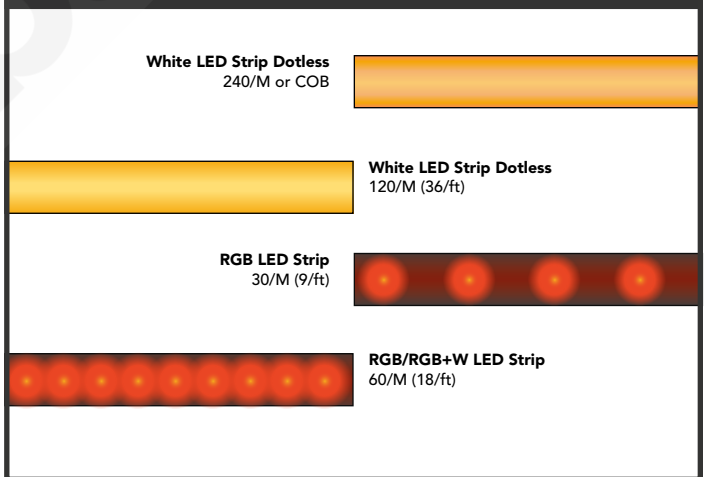 White LED Strip Dotless
240/M or COB
White LED Strip Dotless
120/M (36/ft)
RGB LED Strip
30/M (9/ft)
RGB/RGB+W LED Strip
60/M (18/ft)